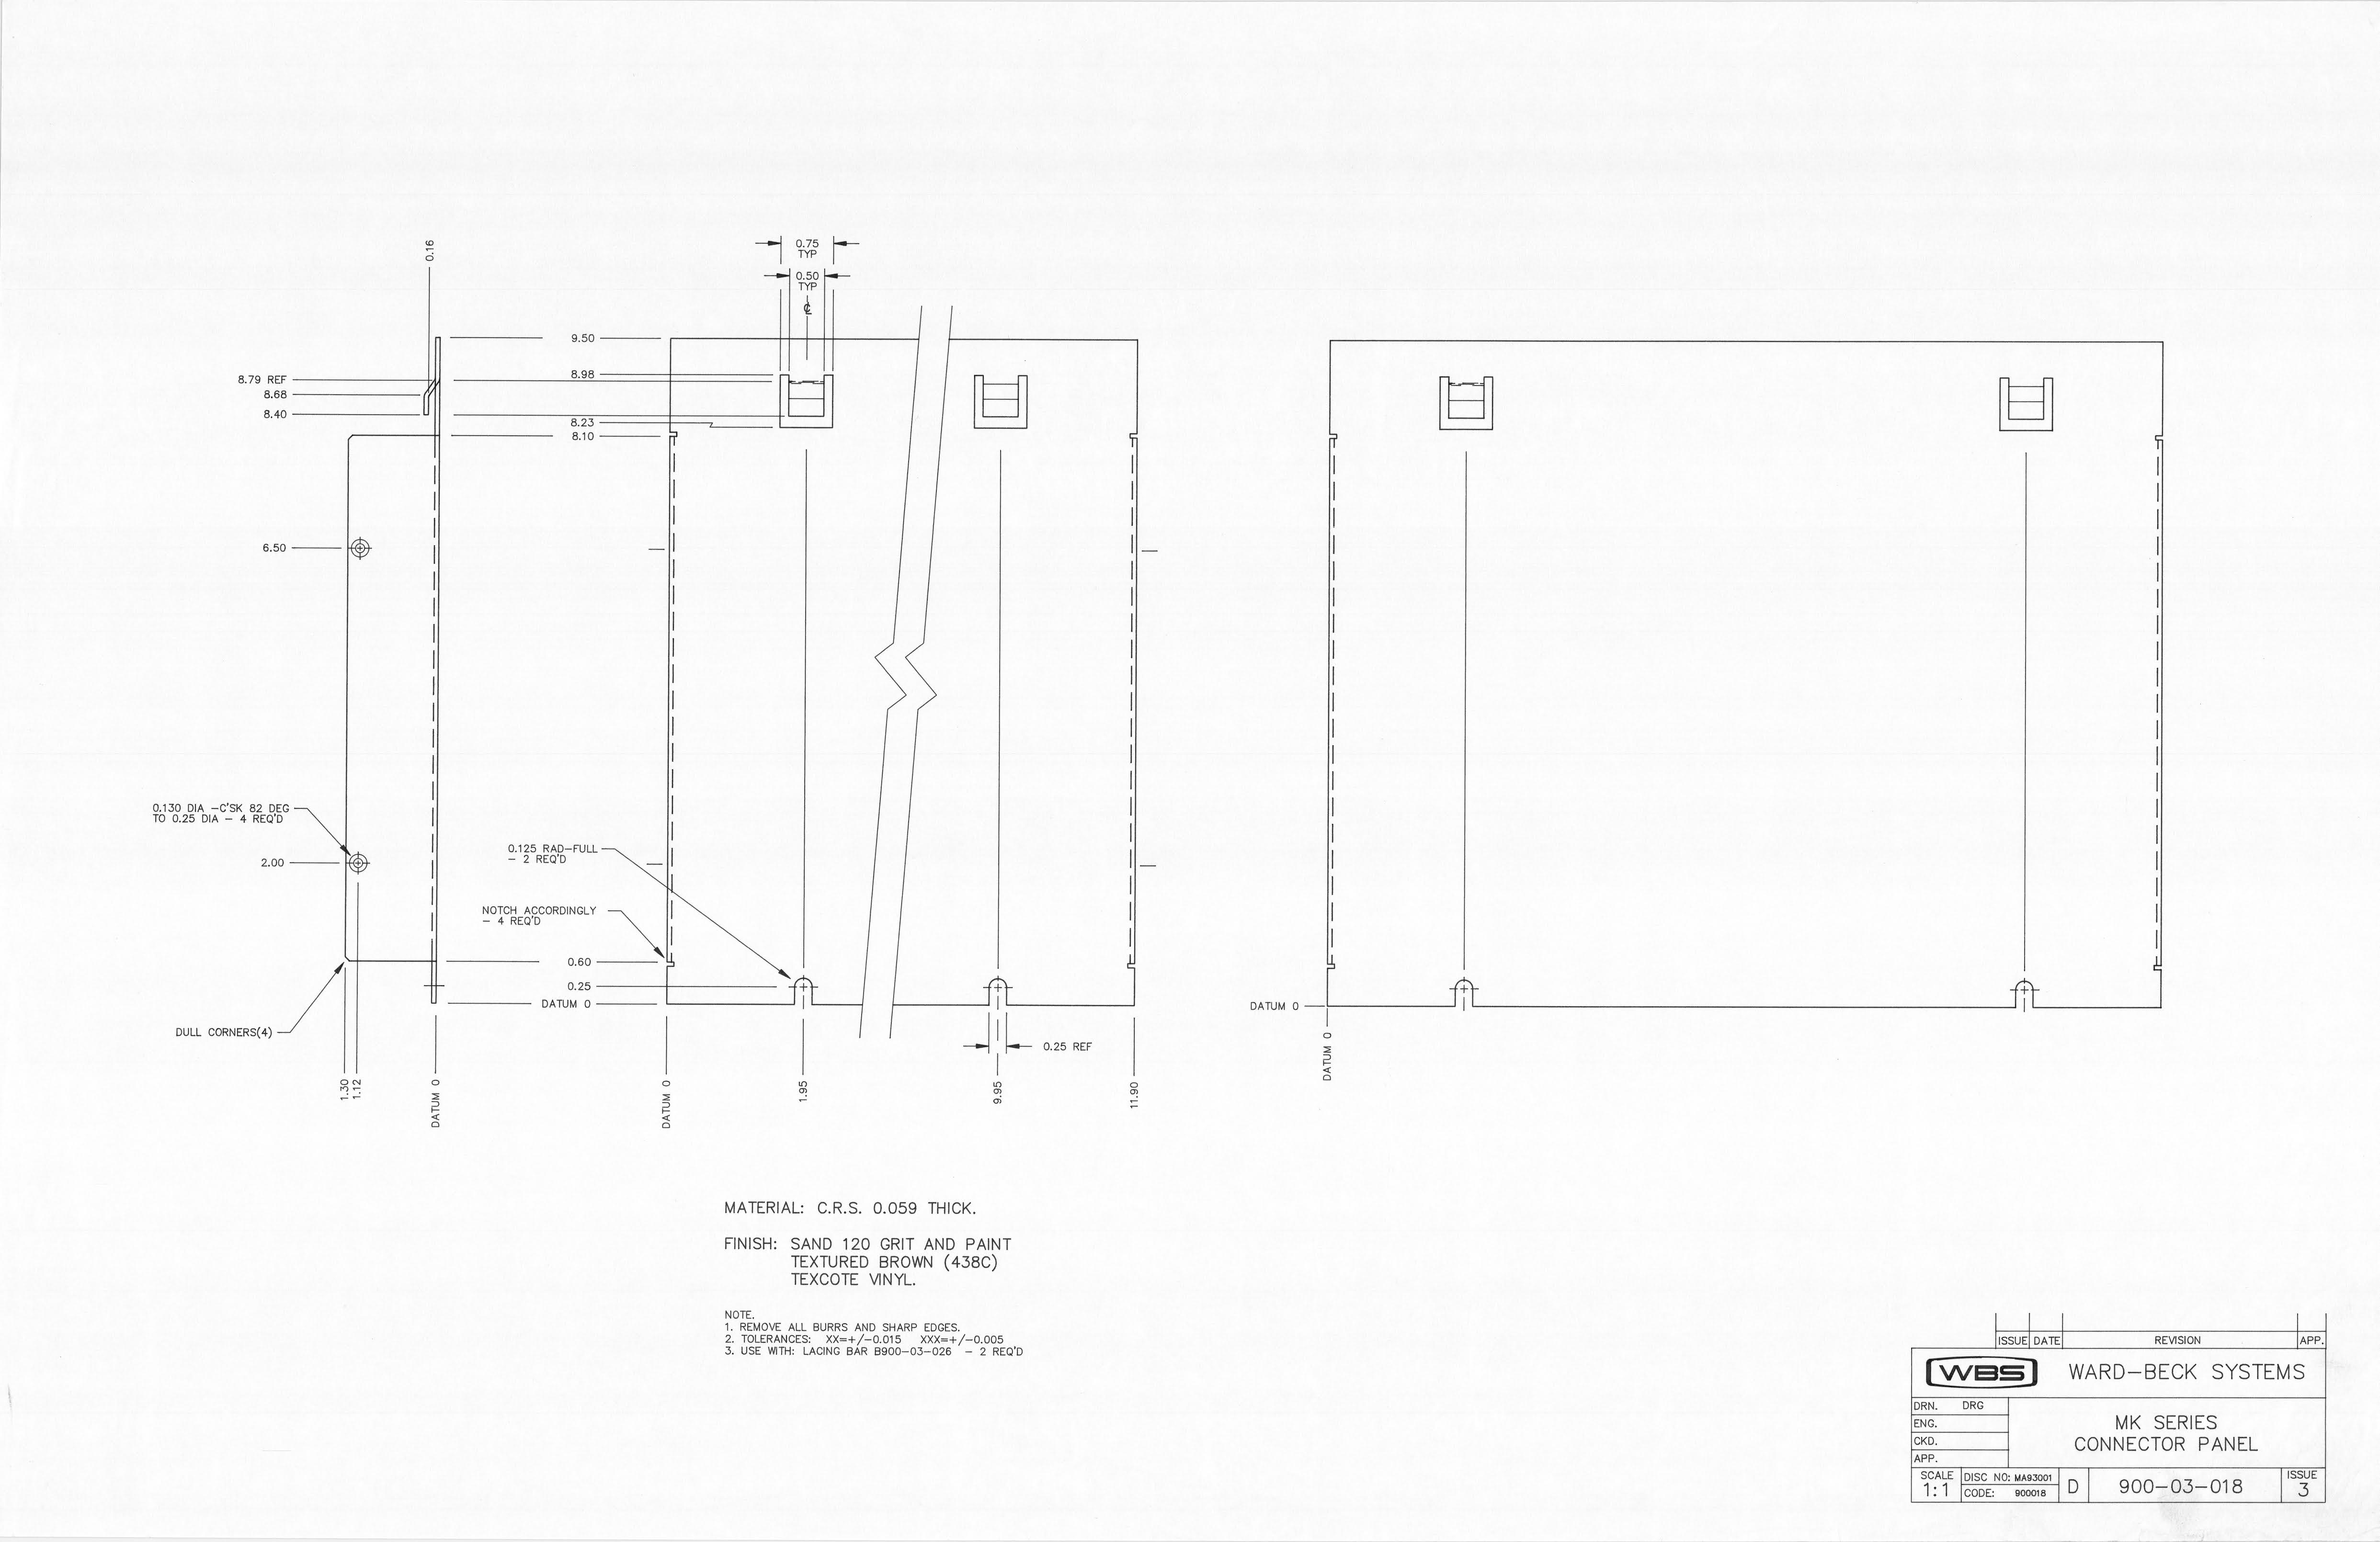 0.16
0.75
TYP
0.50
TYP
℄
9.50
8.98
8.79 REF
8.68
8.40
8.23
8.10
6.50
0.130 DIA -C'SK 82 DEG
TO 0.25 DIA - 4 REQ'D
2.00
0.125 RAD-FULL
- 2 REQ'D
NOTCH ACCORDINGLY
- 4 REQ'D
0.60
0.25
DATUM 0
DULL CORNERS(4)
0.25 REF
1.30
1.12
DATUM 0
DATUM 0
1.95
9.95
11.90
DATUM 0
DATUM 0
MATERIAL: C.R.S. 0.059 THICK.
FINISH: SAND 120 GRIT AND PAINT
TEXTURED BROWN (438C)
TEXCOTE VINYL.
NOTE.
1. REMOVE ALL BURRS AND SHARP EDGES.
2. TOLERANCES: XX=+/-0.015 XXX=+/-0.005
3. USE WITH: LACING BAR B900-03-026 - 2 REQ'D
ISSUE DATE REVISION APP.
WBS WARD-BECK SYSTEMS
DRN. DRG
ENG.
CKD.
APP.
MK SERIES
CONNECTOR PANEL
SCALE
1:1
DISC NO: MA93001
CODE: 900018
D
900-03-018
ISSUE
3